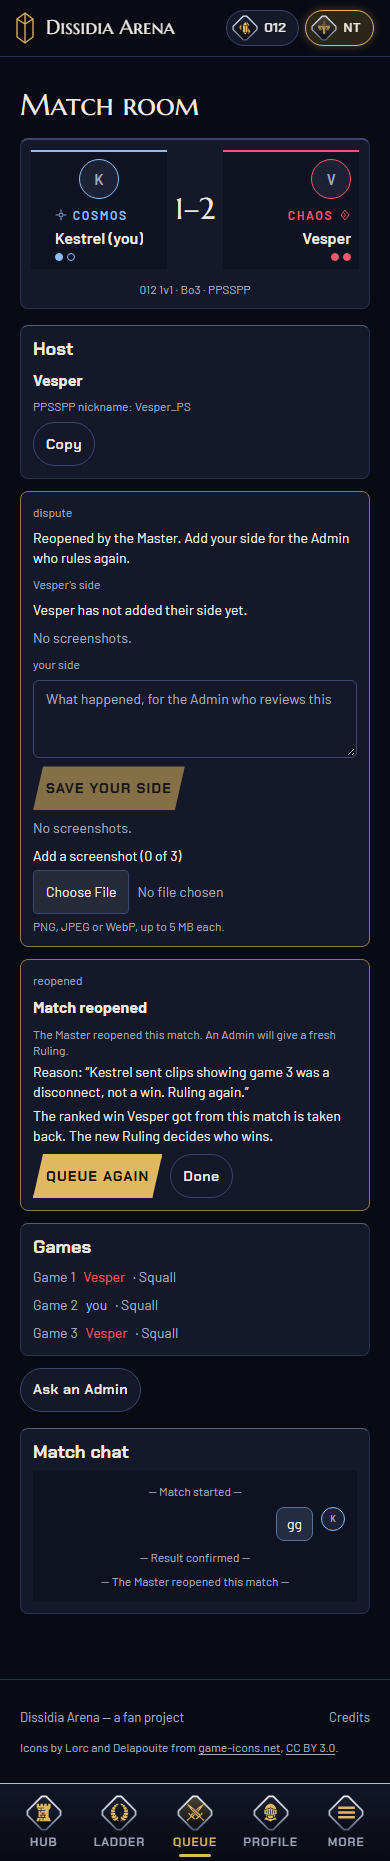 Dissidia Arena
012
NT
Match room
K
COSMOS
Kestrel (you)
1–2
V
CHAOS
Vesper
012 1v1 · Bo3 · PPSSPP
Host
Vesper
PPSSPP nickname: Vesper_PS
Copy
dispute
Reopened by the Master. Add your side for the Admin
who rules again.
Vesper's side
Vesper has not added their side yet.
No screenshots.
your side
What happened, for the Admin who reviews this
SAVE YOUR SIDE
No screenshots.
Add a screenshot (0 of 3)
Choose File
No file chosen
PNG, JPEG or WebP, up to 5 MB each.
reopened
Match reopened
The Master reopened this match. An Admin will give a fresh
Ruling.
Reason: “Kestrel sent clips showing game 3 was a
disconnect, not a win. Ruling again.”
The ranked win Vesper got from this match is taken
back. The new Ruling decides who wins.
QUEUE AGAIN
Done
Games
Game 1 Vesper · Squall
Game 2 you · Squall
Game 3 Vesper · Squall
Ask an Admin
Match chat
— Match started —
gg
K
— Result confirmed —
— The Master reopened this match —
Dissidia Arena — a fan project
Credits
Icons by Lorc and Delapouite from game-icons.net, CC BY 3.0.
HUB
LADDER
QUEUE
PROFILE
MORE